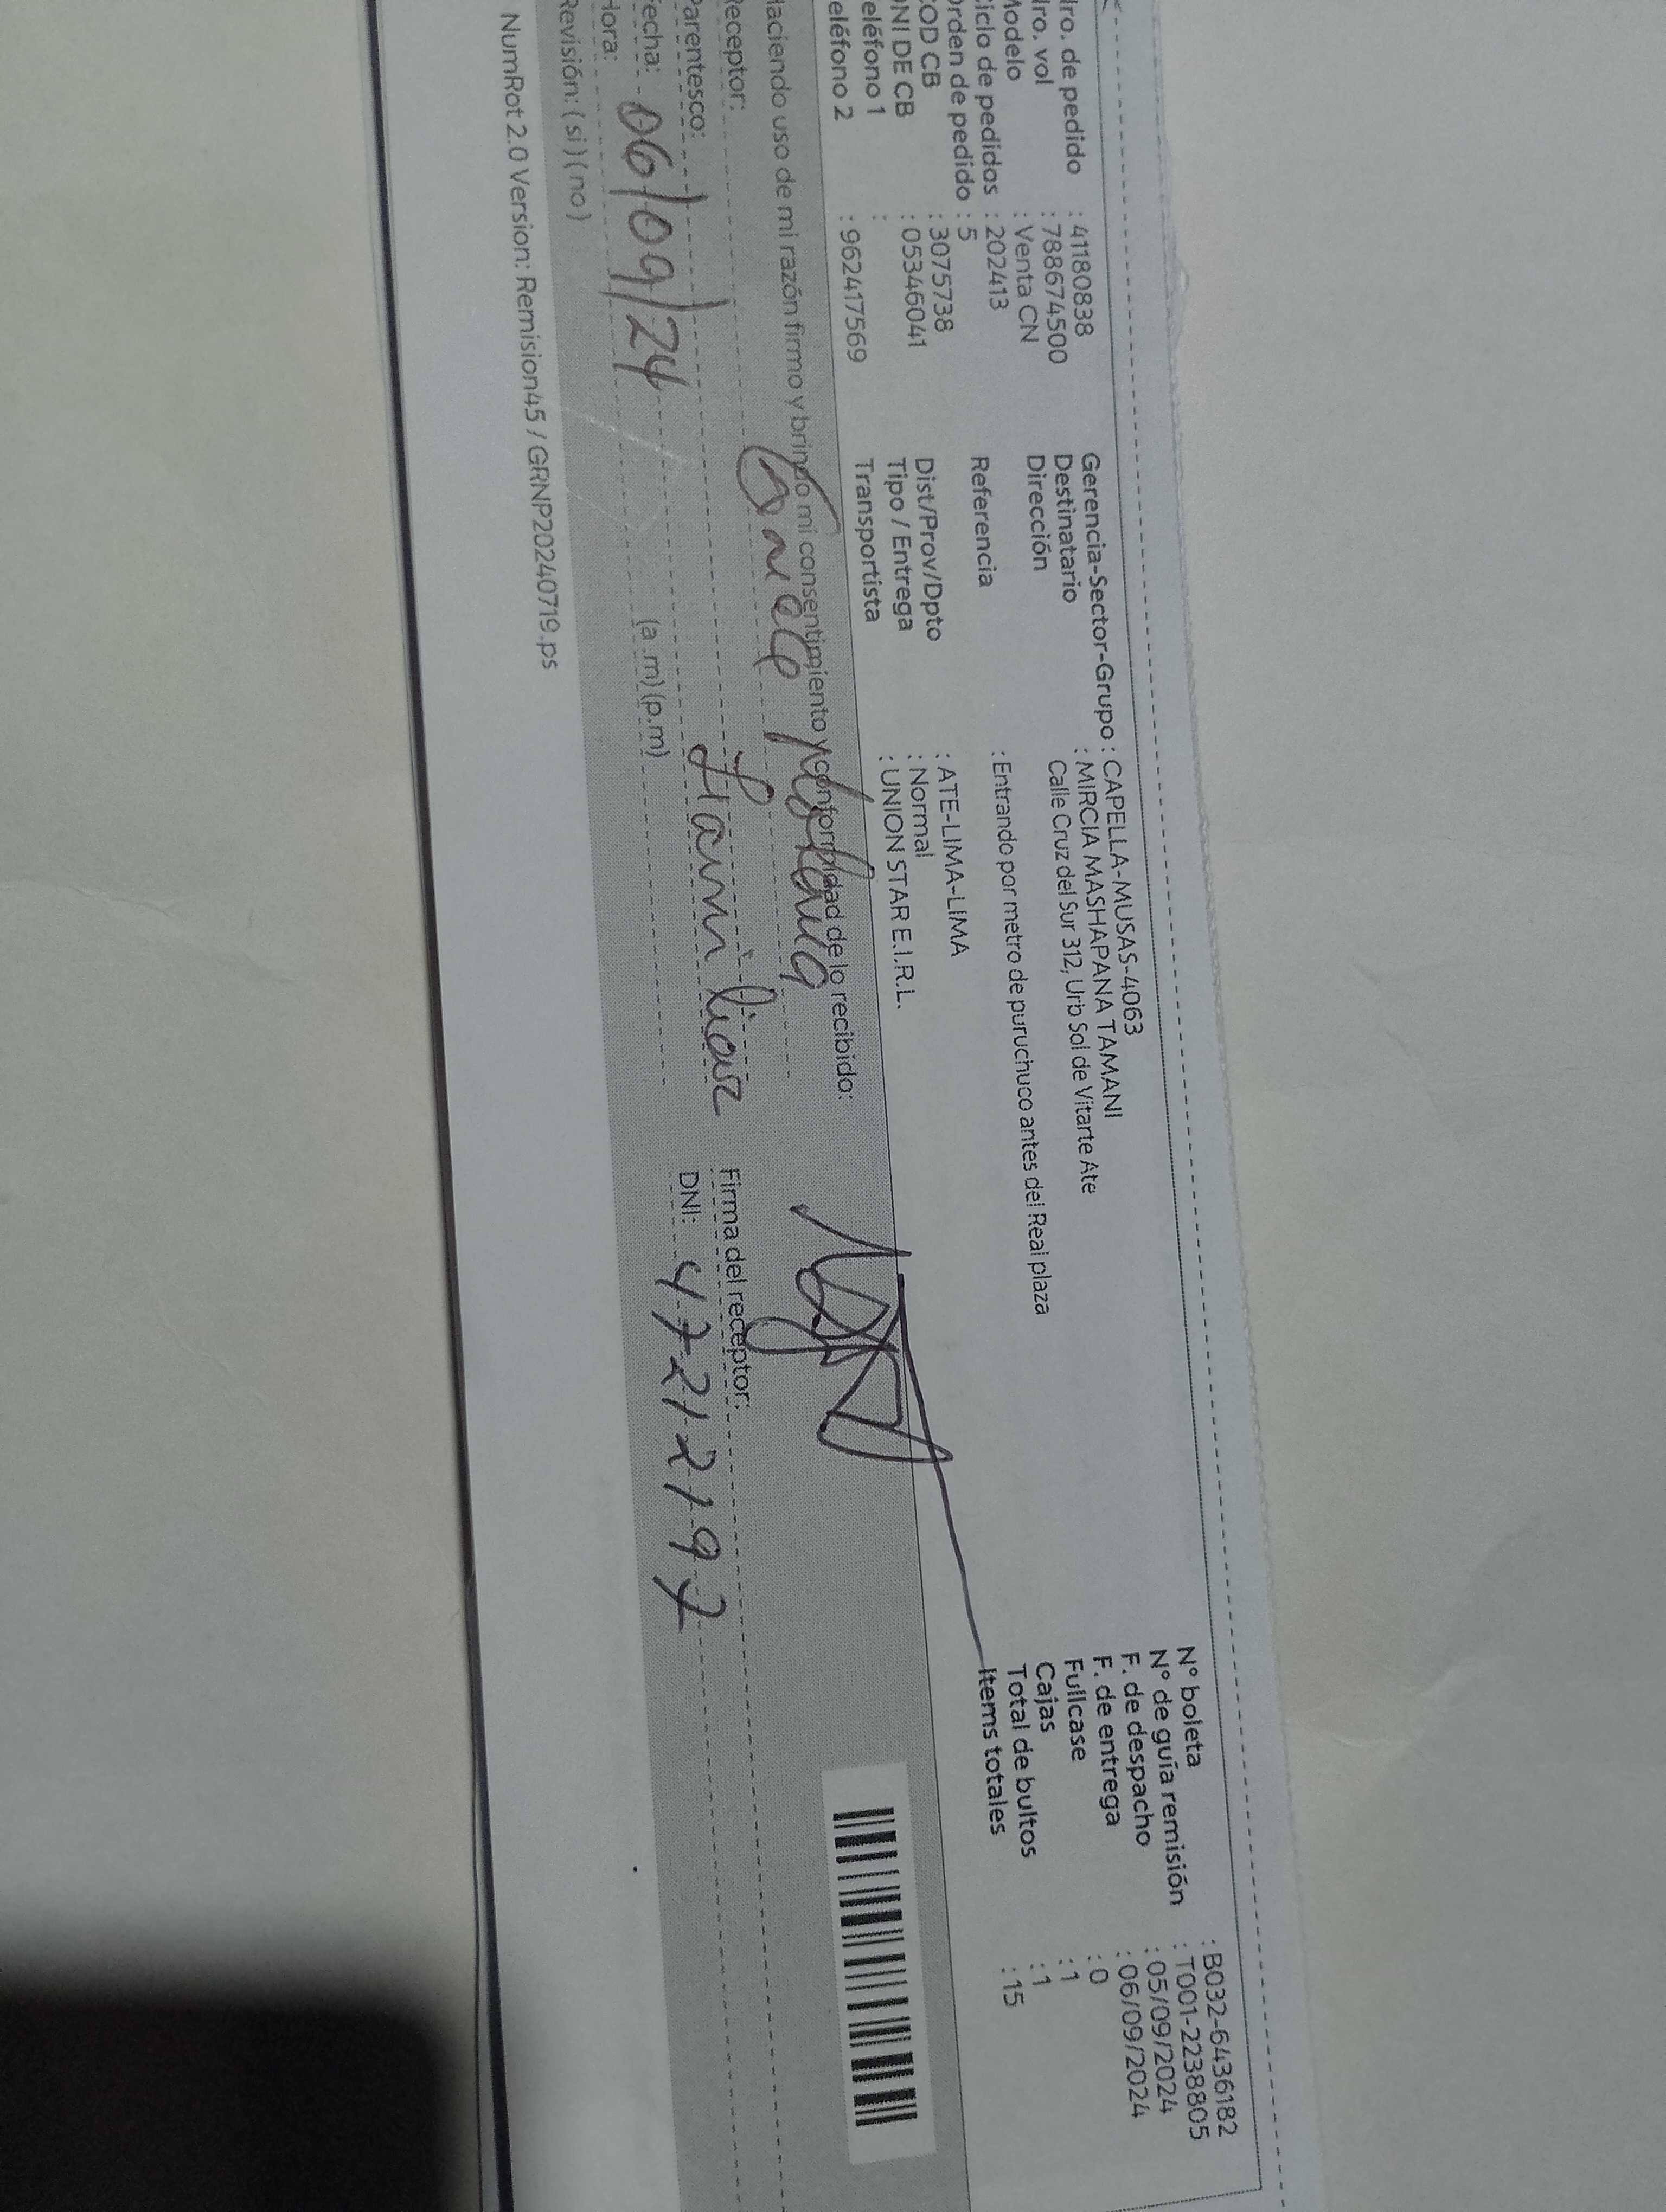 Nro. de pedido : 41180838
Nro. vol : 788674500
Modelo : Venta CN
Ciclo de pedidos : 202413
Orden de pedido : 5
COD CB : 3075738
DNI DE CB : 05346041
Teléfono 1 :
Teléfono 2 : 962417569
Gerencia-Sector-Grupo : CAPELLA-MUSAS-4063
Destinatario : MIRCIA MASHAPANA TAMANI
Dirección Calle Cruz del Sur 312, Urb Sol de Vitarte Ate
Referencia : Entrando por metro de puruchuco antes del Real plaza
Dist/Prov/Dpto : ATE-LIMA-LIMA
Tipo / Entrega : Normal
Transportista : UNION STAR E.I.R.L.
N° boleta : B032-6436182
N° de guía remisión : T001-2238805
F. de despacho : 05/09/2024
F. de entrega : 06/09/2024
Fullcase : 0
Cajas : 1
Total de bultos : 1
Items totales : 15
Haciendo uso de mi razón firmo y brindo mi consentimiento y conformidad de lo recibido:
Receptor:
Parentesco: Familiar
Fecha: 06/09/24
Hora: (a.m)(p.m)
Revisión: (si) (no)
Firma del receptor:
DNI: 47212197
NumRot 2.0 Version: Remision45 / GRNP20240719.ps